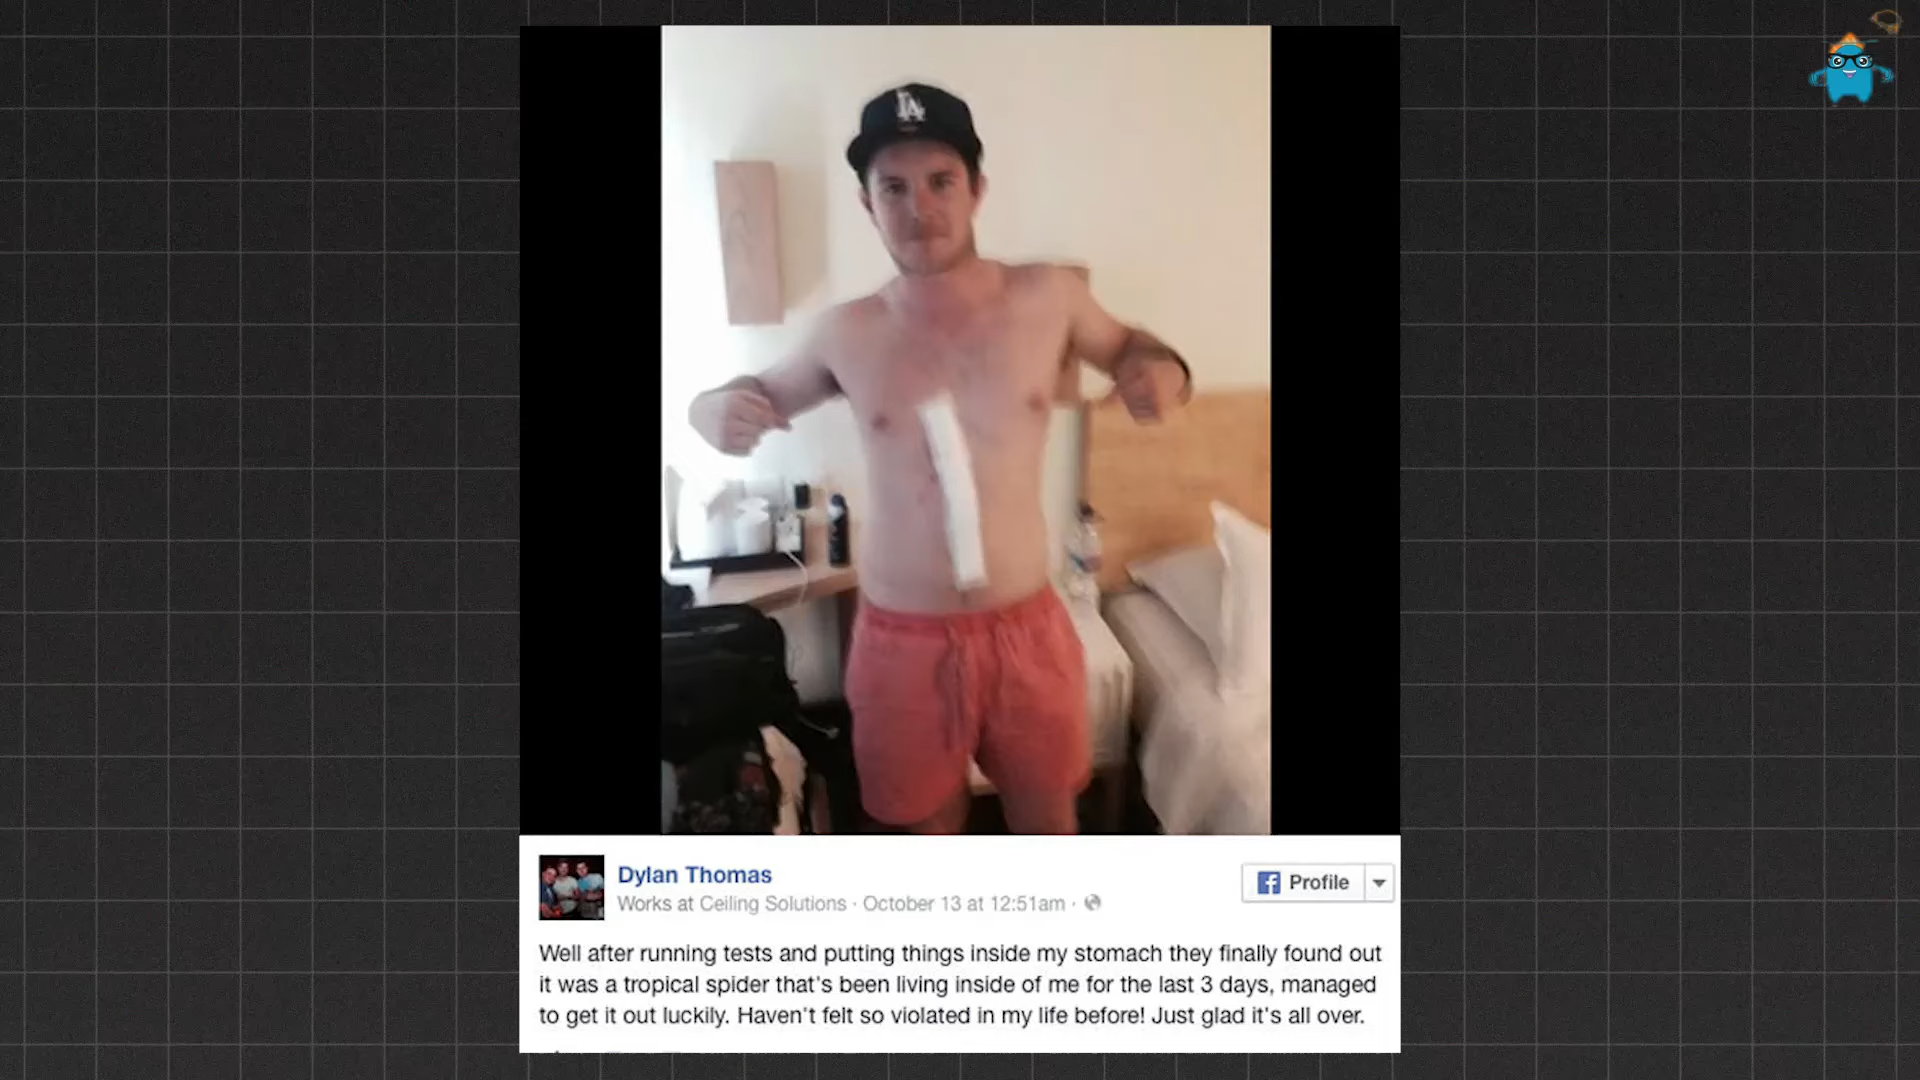 LA
Dylan Thomas
Profile
Works at Ceiling Solutions · October 13 at 12:51am ·
Well after running tests and putting things inside my stomach they finally found out
it was a tropical spider that's been living inside of me for the last 3 days, managed
to get it out luckily. Haven't felt so violated in my life before! Just glad it's all over.